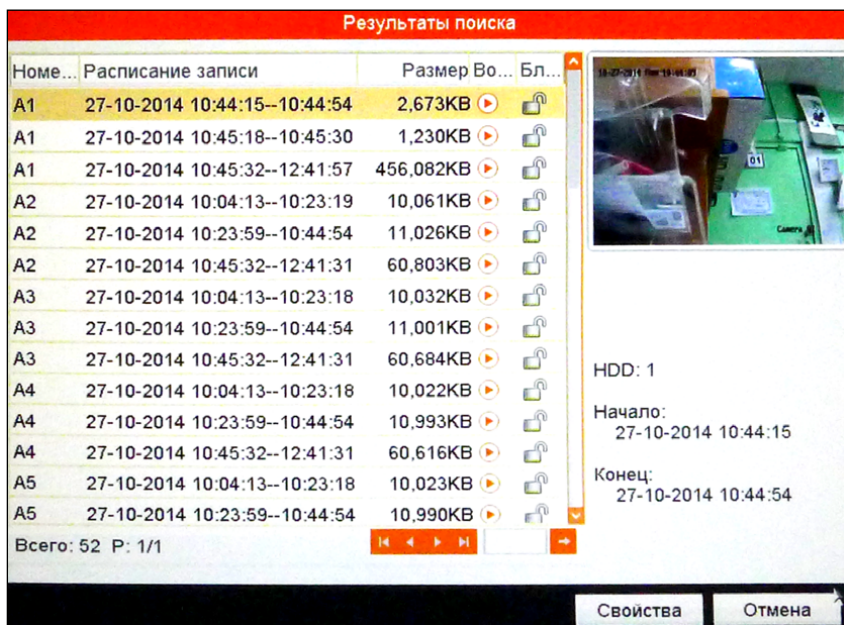 Результаты поиска
Номе... Расписание записи Размер Во... Бл...
A1 27-10-2014 10:44:15--10:44:54 2,673KB
A1 27-10-2014 10:45:18--10:45:30 1,230KB
A1 27-10-2014 10:45:32--12:41:57 456,082KB
A2 27-10-2014 10:04:13--10:23:19 10,061KB
A2 27-10-2014 10:23:59--10:44:54 11,026KB
A2 27-10-2014 10:45:32--12:41:31 60,803KB
A3 27-10-2014 10:04:13--10:23:18 10,032KB
A3 27-10-2014 10:23:59--10:44:54 11,001KB
A3 27-10-2014 10:45:32--12:41:31 60,684KB
A4 27-10-2014 10:04:13--10:23:18 10,022KB
A4 27-10-2014 10:23:59--10:44:54 10,993KB
A4 27-10-2014 10:45:32--12:41:31 60,616KB
A5 27-10-2014 10:04:13--10:23:18 10,023KB
A5 27-10-2014 10:23:59--10:44:54 10,990KB
Всего: 52 P: 1/1
01
Camera
HDD: 1
Начало:
27-10-2014 10:44:15
Конец:
27-10-2014 10:44:54
Свойства Отмена